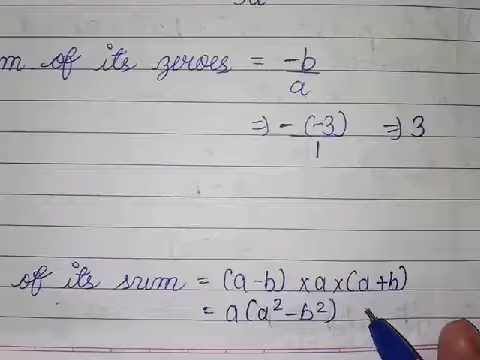 m of its zeroes = -b/a
⇒ -(-3)/1 ⇒ 3
of its sum = (a-b) × a × (a+b)
= a(a²-b²)